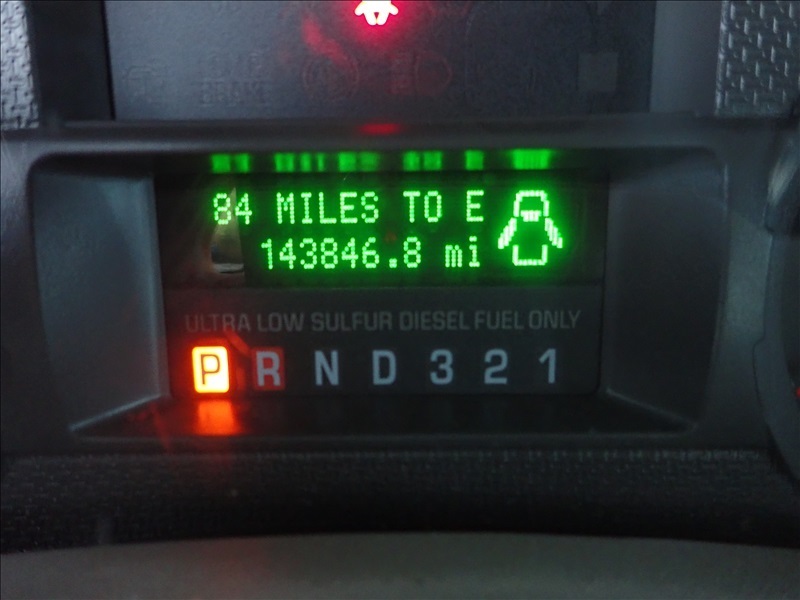 84 MILES TO E
143846.8 mi
ULTRA LOW SULFUR DIESEL FUEL ONLY
P R N D 3 2 1